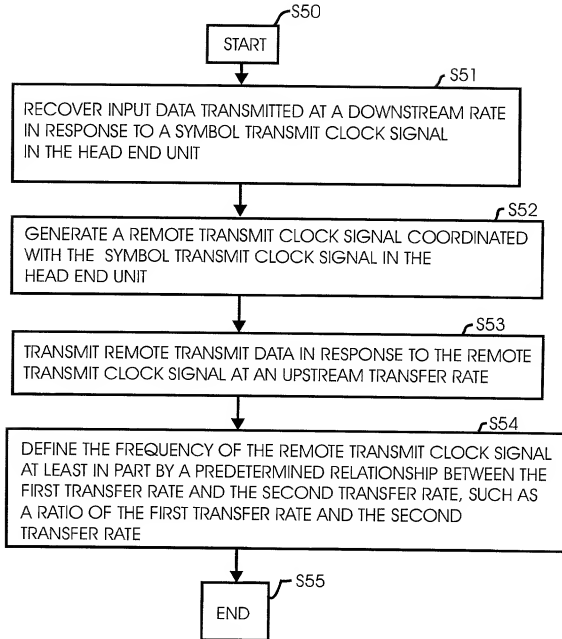 S50
START
S51
RECOVER INPUT DATA TRANSMITTED AT A DOWNSTREAM RATE
IN RESPONSE TO A SYMBOL TRANSMIT CLOCK SIGNAL
IN THE HEAD END UNIT
S52
GENERATE A REMOTE TRANSMIT CLOCK SIGNAL COORDINATED
WITH THE SYMBOL TRANSMIT CLOCK SIGNAL IN THE
HEAD END UNIT
S53
TRANSMIT REMOTE TRANSMIT DATA IN RESPONSE TO THE REMOTE
TRANSMIT CLOCK SIGNAL AT AN UPSTREAM TRANSFER RATE
S54
DEFINE THE FREQUENCY OF THE REMOTE TRANSMIT CLOCK SIGNAL
AT LEAST IN PART BY A PREDETERMINED RELATIONSHIP BETWEEN THE
FIRST TRANSFER RATE AND THE SECOND TRANSFER RATE, SUCH AS
A RATIO OF THE FIRST TRANSFER RATE AND THE SECOND
TRANSFER RATE
S55
END